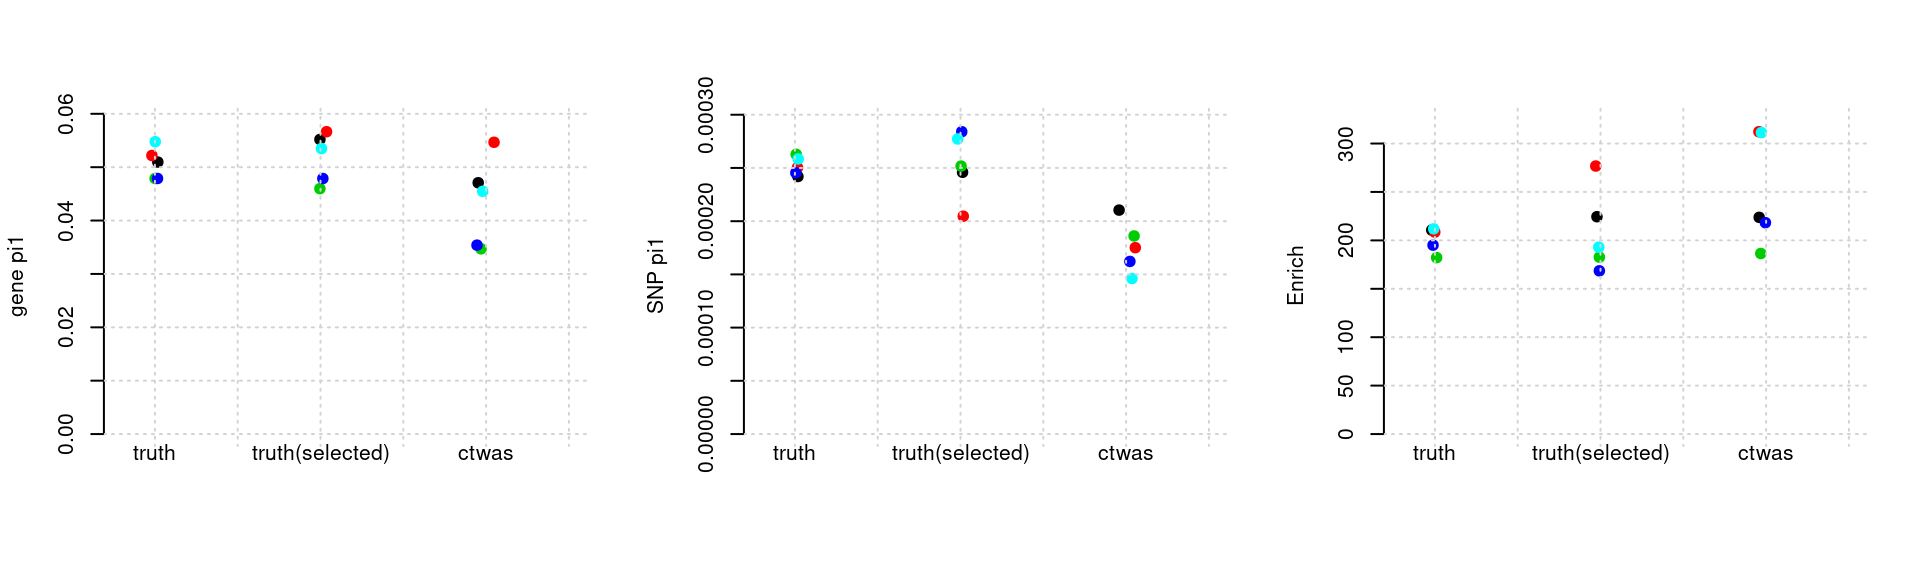 gene pi1
0.06
0.04
0.02
0.00
truth truth(selected) ctwas
SNP pi1
0.00030
0.00020
0.00010
0.00000
truth truth(selected) ctwas
Enrich
300
200
100
50
0
truth truth(selected) ctwas